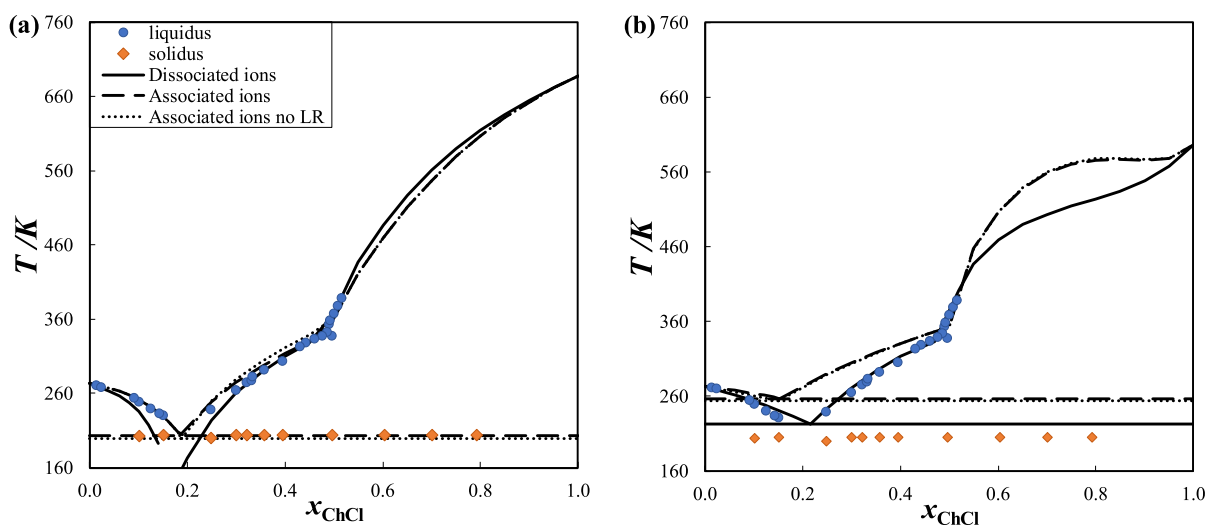 (a)
760
660
560
460
360
260
160
T /K
liquidus
solidus
Dissociated ions
Associated ions
Associated ions no LR
0.0 0.2 0.4 0.6 0.8 1.0
xChCl
(b)
760
660
560
460
360
260
160
T /K
0.0 0.2 0.4 0.6 0.8 1.0
xChCl